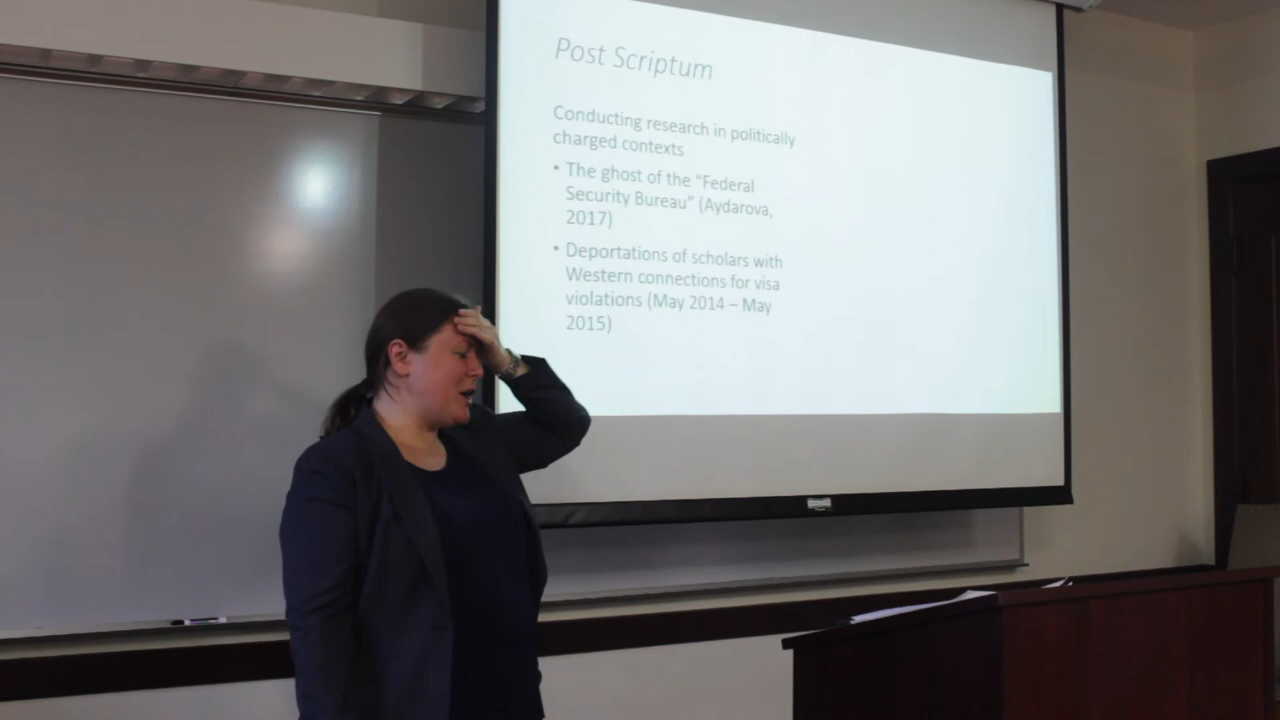 Post Scriptum
Conducting research in politically
charged contexts
• The ghost of the “Federal
Security Bureau” (Aydarova,
2017)
• Deportations of scholars with
Western connections for visa
violations (May 2014 – May
2015)